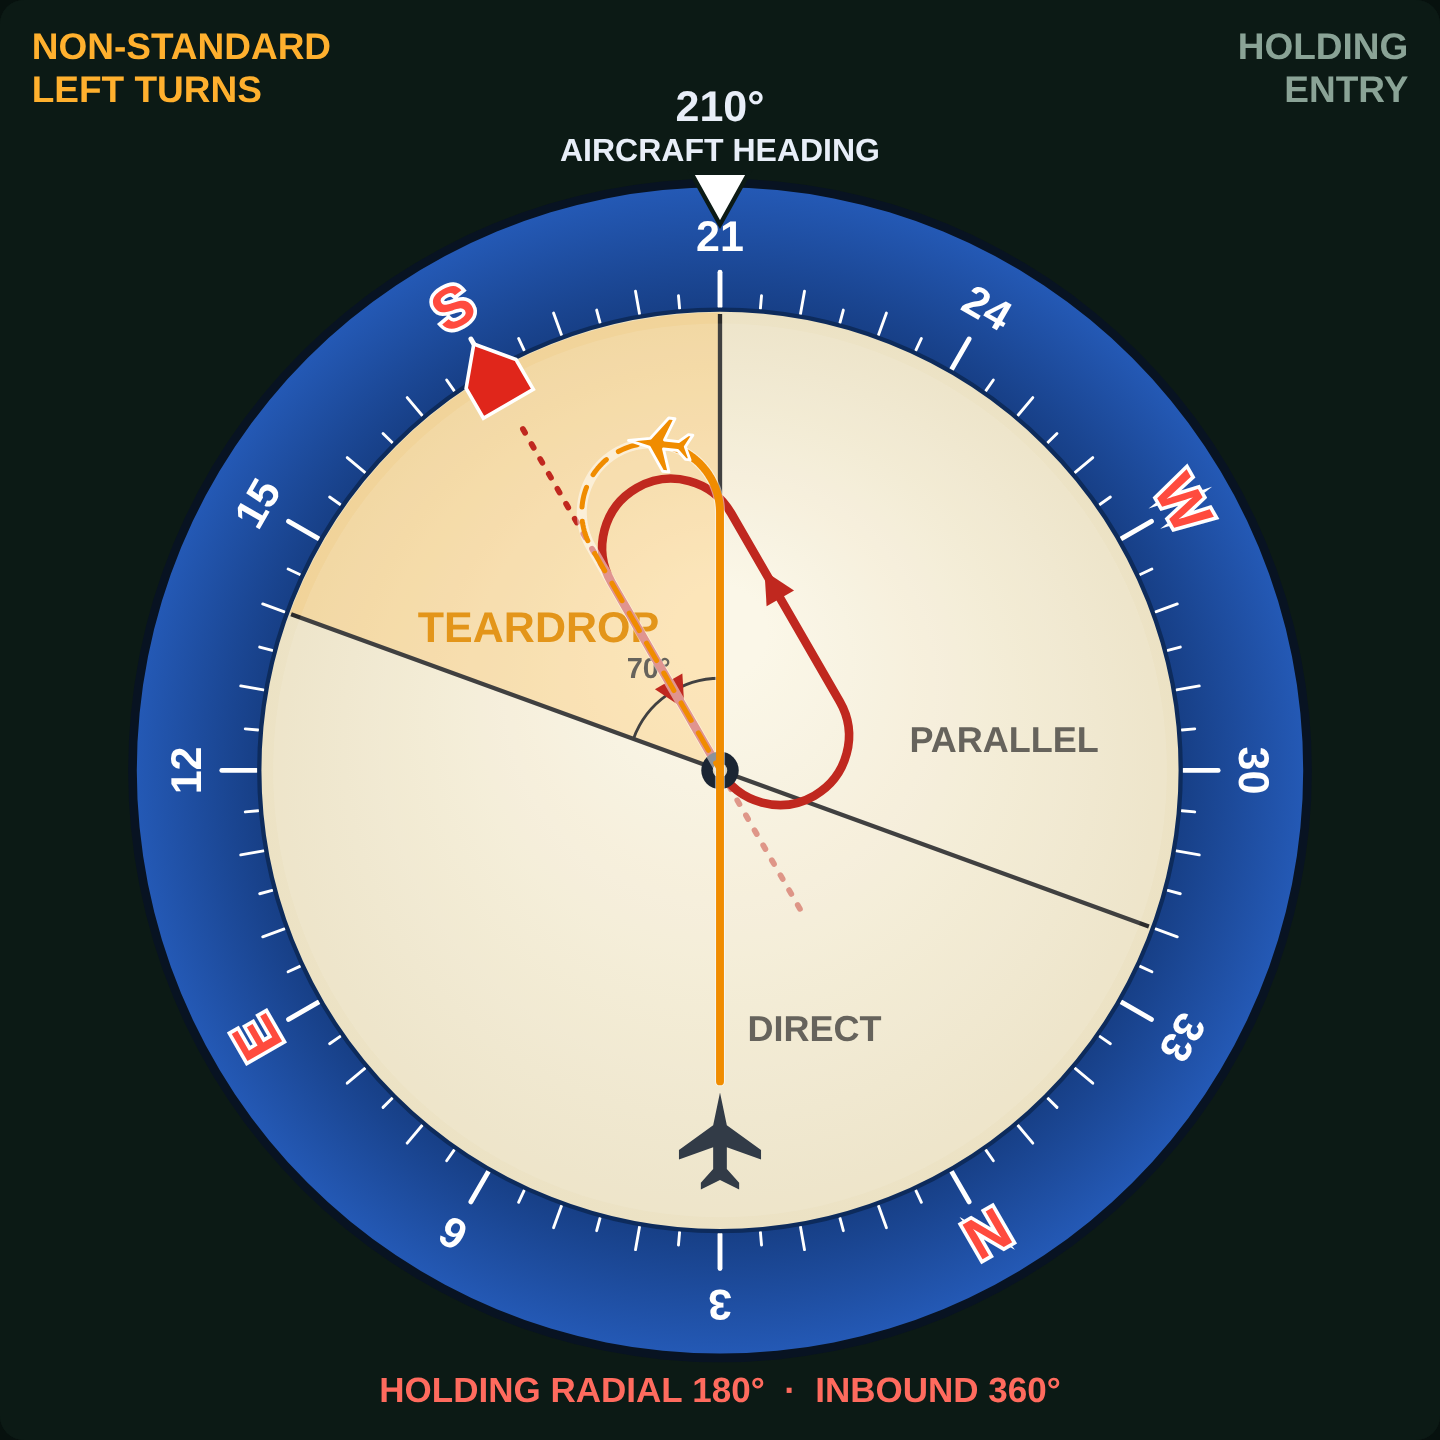 NON-STANDARD
LEFT TURNS
HOLDING
ENTRY
210°
AIRCRAFT HEADING
21
24
W
30
33
N
3
6
E
12
15
S
TEARDROP
70°
PARALLEL
DIRECT
HOLDING RADIAL 180° · INBOUND 360°